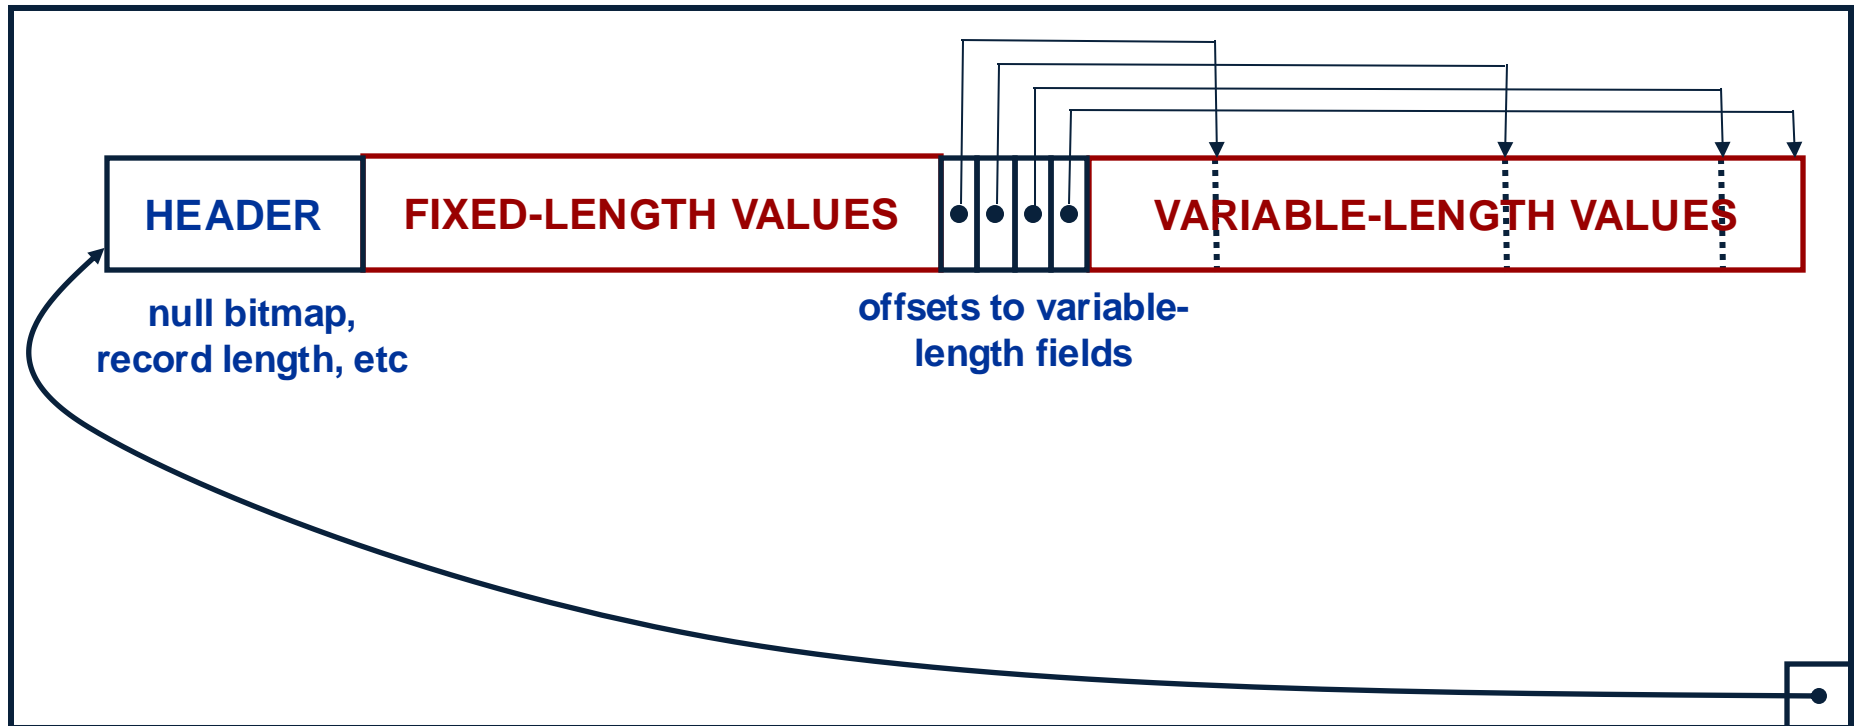 HEADER
FIXED-LENGTH VALUES
VARIABLE-LENGTH VALUES
null bitmap,
record length, etc
offsets to variable-
length fields